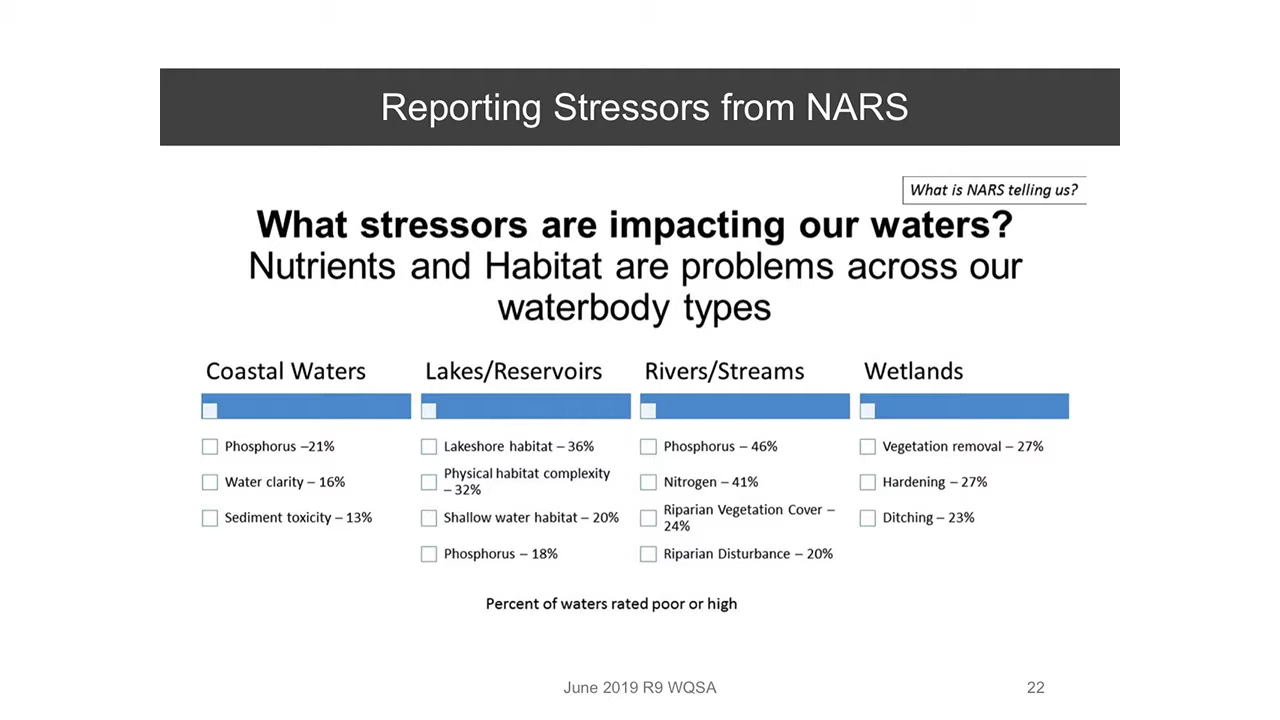 Reporting Stressors from NARS
What is NARS telling us?
What stressors are impacting our waters?
Nutrients and Habitat are problems across our
waterbody types
Coastal Waters
Phosphorus –21%
Water clarity – 16%
Sediment toxicity – 13%
Lakes/Reservoirs
Lakeshore habitat – 36%
Physical habitat complexity
– 32%
Shallow water habitat – 20%
Phosphorus – 18%
Rivers/Streams
Phosphorus – 46%
Nitrogen – 41%
Riparian Vegetation Cover –
24%
Riparian Disturbance – 20%
Wetlands
Vegetation removal – 27%
Hardening – 27%
Ditching – 23%
Percent of waters rated poor or high
June 2019 R9 WQSA
22